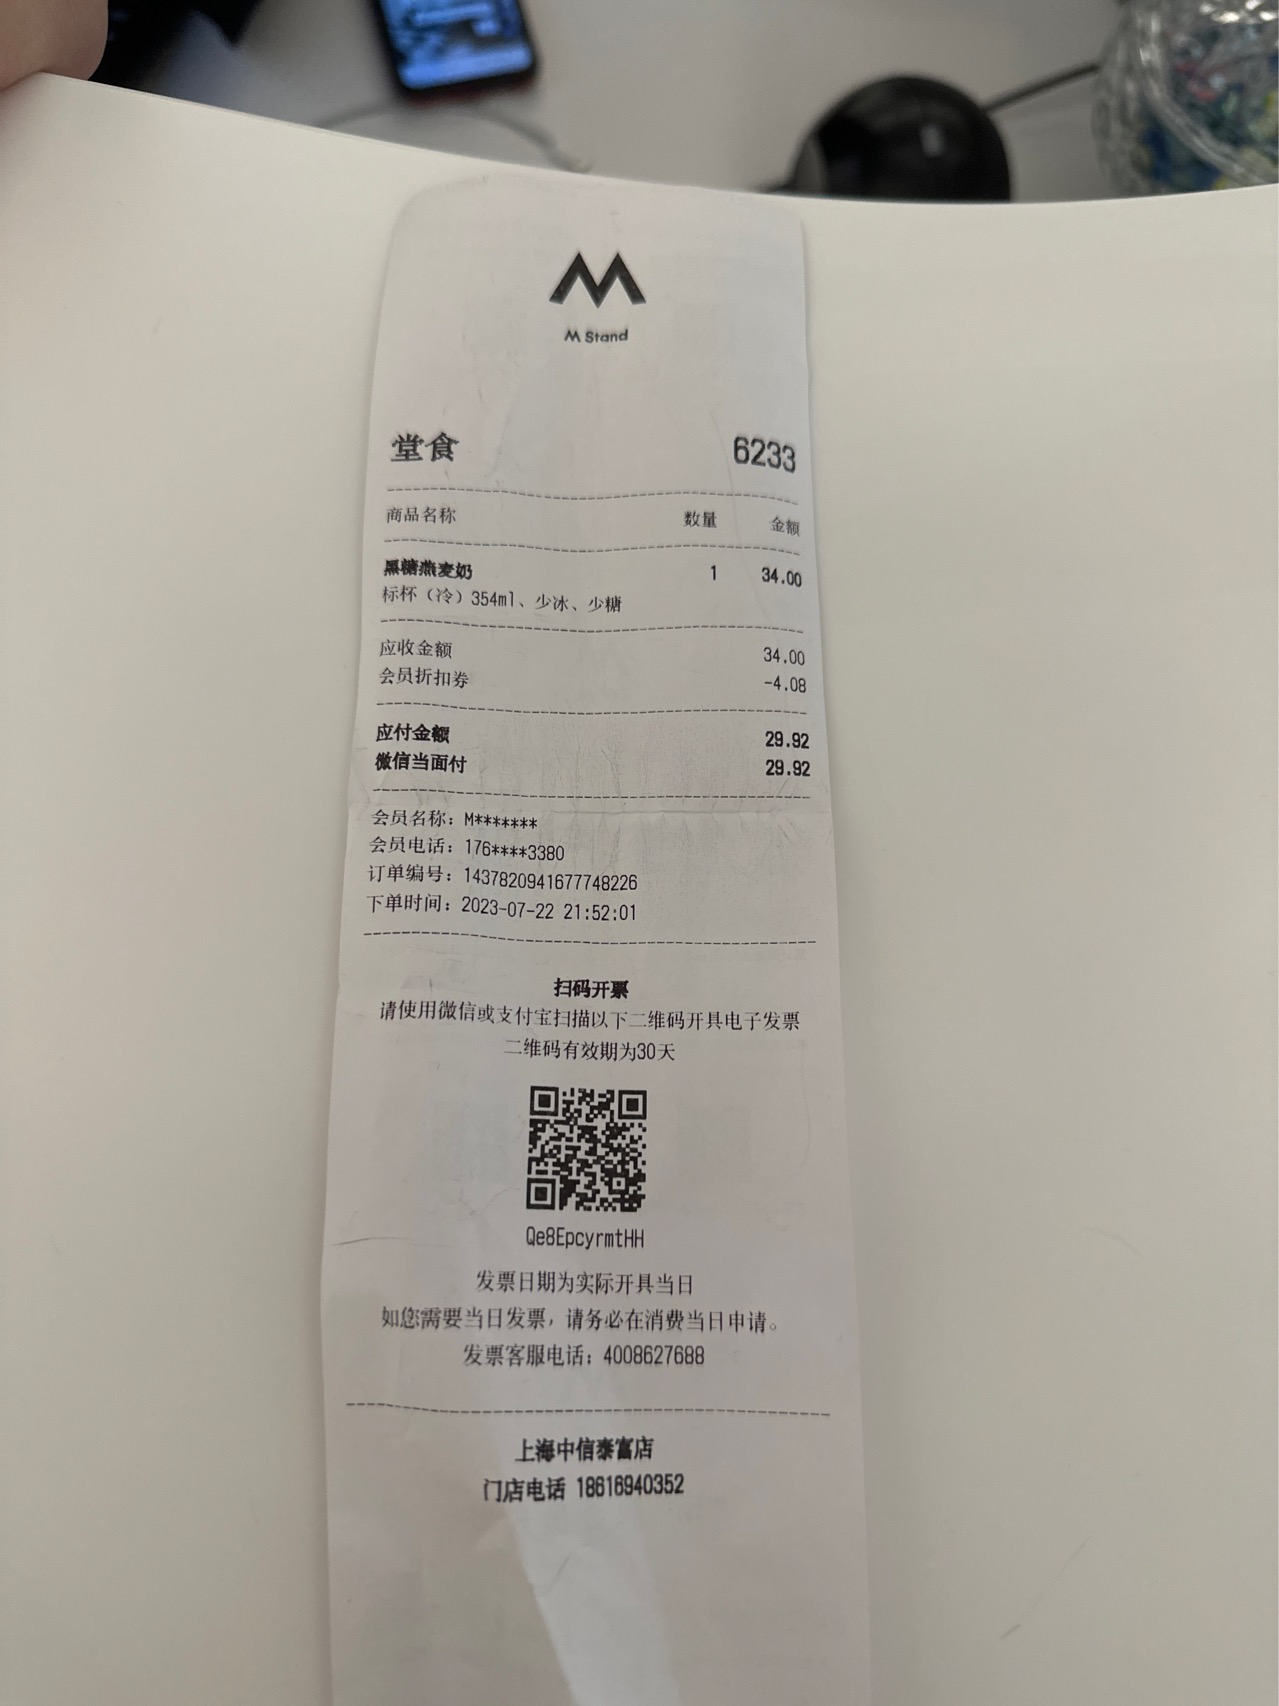 M Stand
堂食 6233
商品名称 数量 金额
黑糖燕麦奶 1 34.00
标杯（冷）354ml、少冰、少糖
应收金额 34.00
会员折扣券 -4.08
应付金额 29.92
微信当面付 29.92
会员名称：M*******
会员电话：176****3380
订单编号：1437820941677748226
下单时间：2023-07-22 21:52:01
扫码开票
请使用微信或支付宝扫描以下二维码开具电子发票
二维码有效期为30天
Qe8EpcyrmtHH
发票日期为实际开具当日
如您需要当日发票，请务必在消费当日申请。
发票客服电话：4008627688
上海中信泰富店
门店电话 18616940352